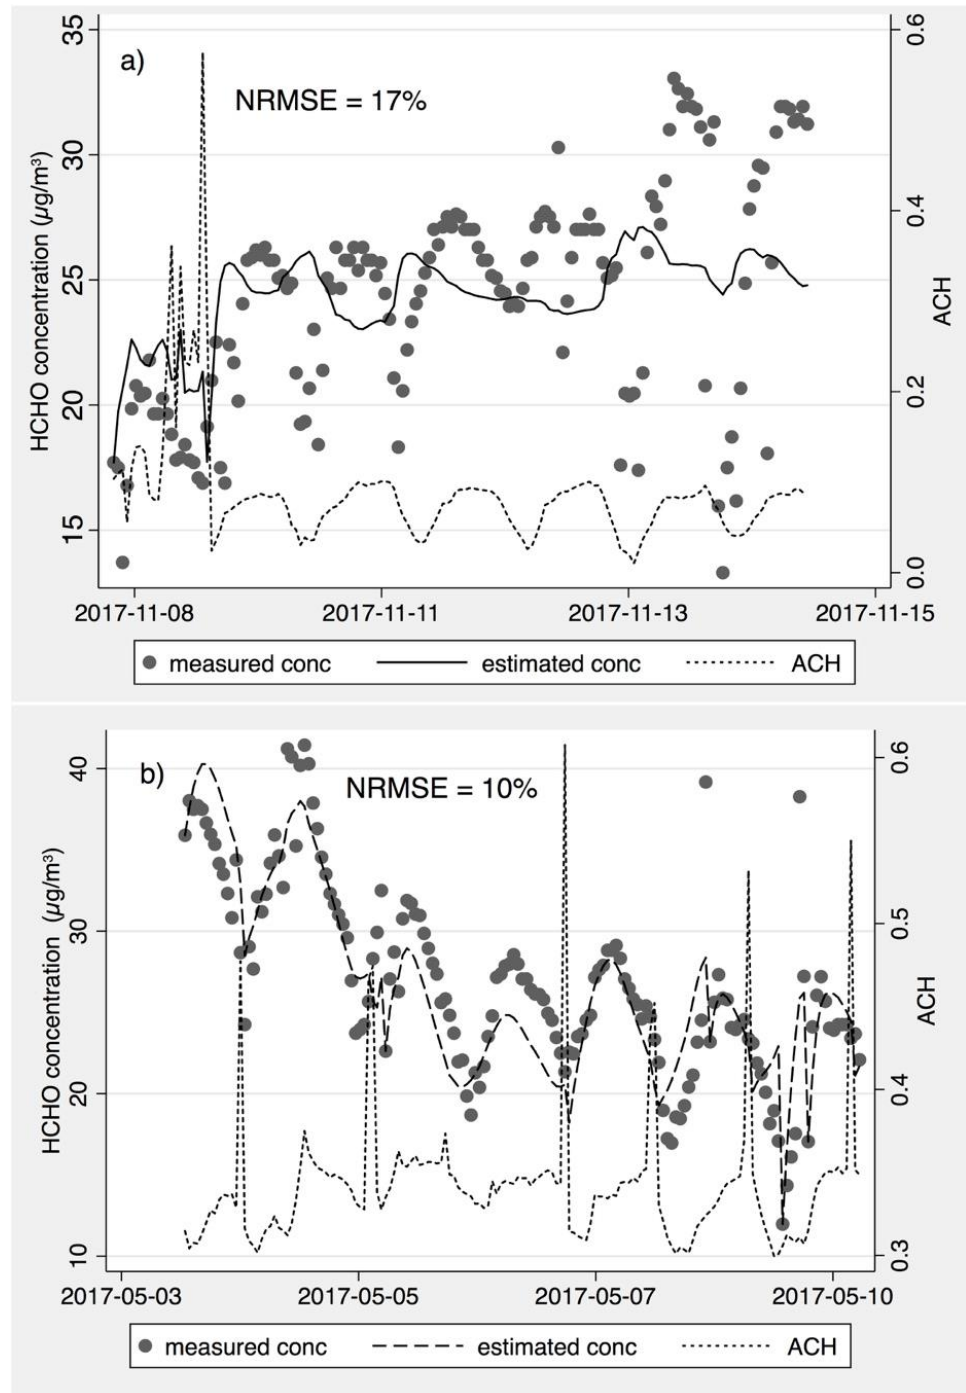 a)
NRMSE = 17%
HCHO concentration (µg/m³)
35
30
25
20
15
0.6
0.4
0.2
0.0
ACH
2017-11-08 2017-11-11 2017-11-13 2017-11-15
measured conc estimated conc ACH
b)
NRMSE = 10%
HCHO concentration (µg/m³)
40
30
20
10
0.6
0.5
0.4
0.3
ACH
2017-05-03 2017-05-05 2017-05-07 2017-05-10
measured conc estimated conc ACH